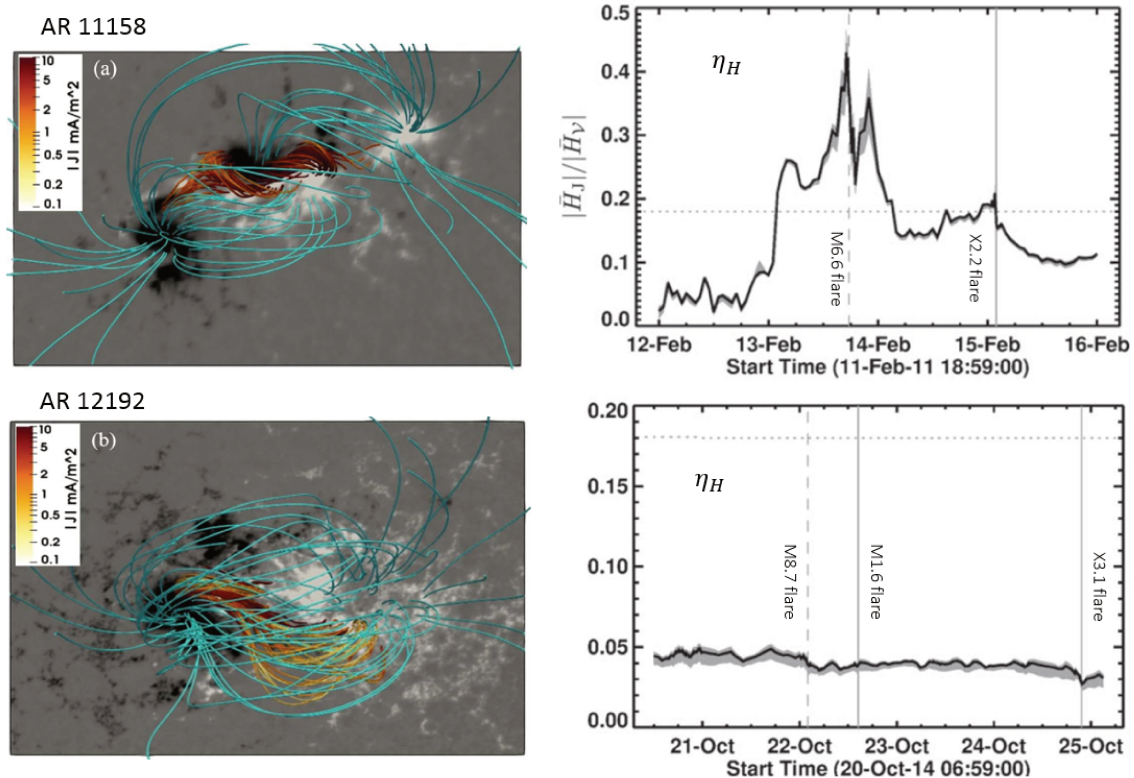 AR 11158
(a)
10
5
2
1
0.5
0.2
0.1
|J| mA/m^2
0.5
0.4
0.3
0.2
0.1
0.0
|H̄_J|/|H̄_𝒱|
η_H
M6.6 flare
X2.2 flare
12-Feb 13-Feb 14-Feb 15-Feb 16-Feb
Start Time (11-Feb-11 18:59:00)
AR 12192
(b)
10
5
2
1
0.5
0.2
0.1
|J| mA/m^2
0.20
0.15
0.10
0.05
0.00
η_H
M8.7 flare
M1.6 flare
X3.1 flare
21-Oct 22-Oct 23-Oct 24-Oct 25-Oct
Start Time (20-Oct-14 06:59:00)